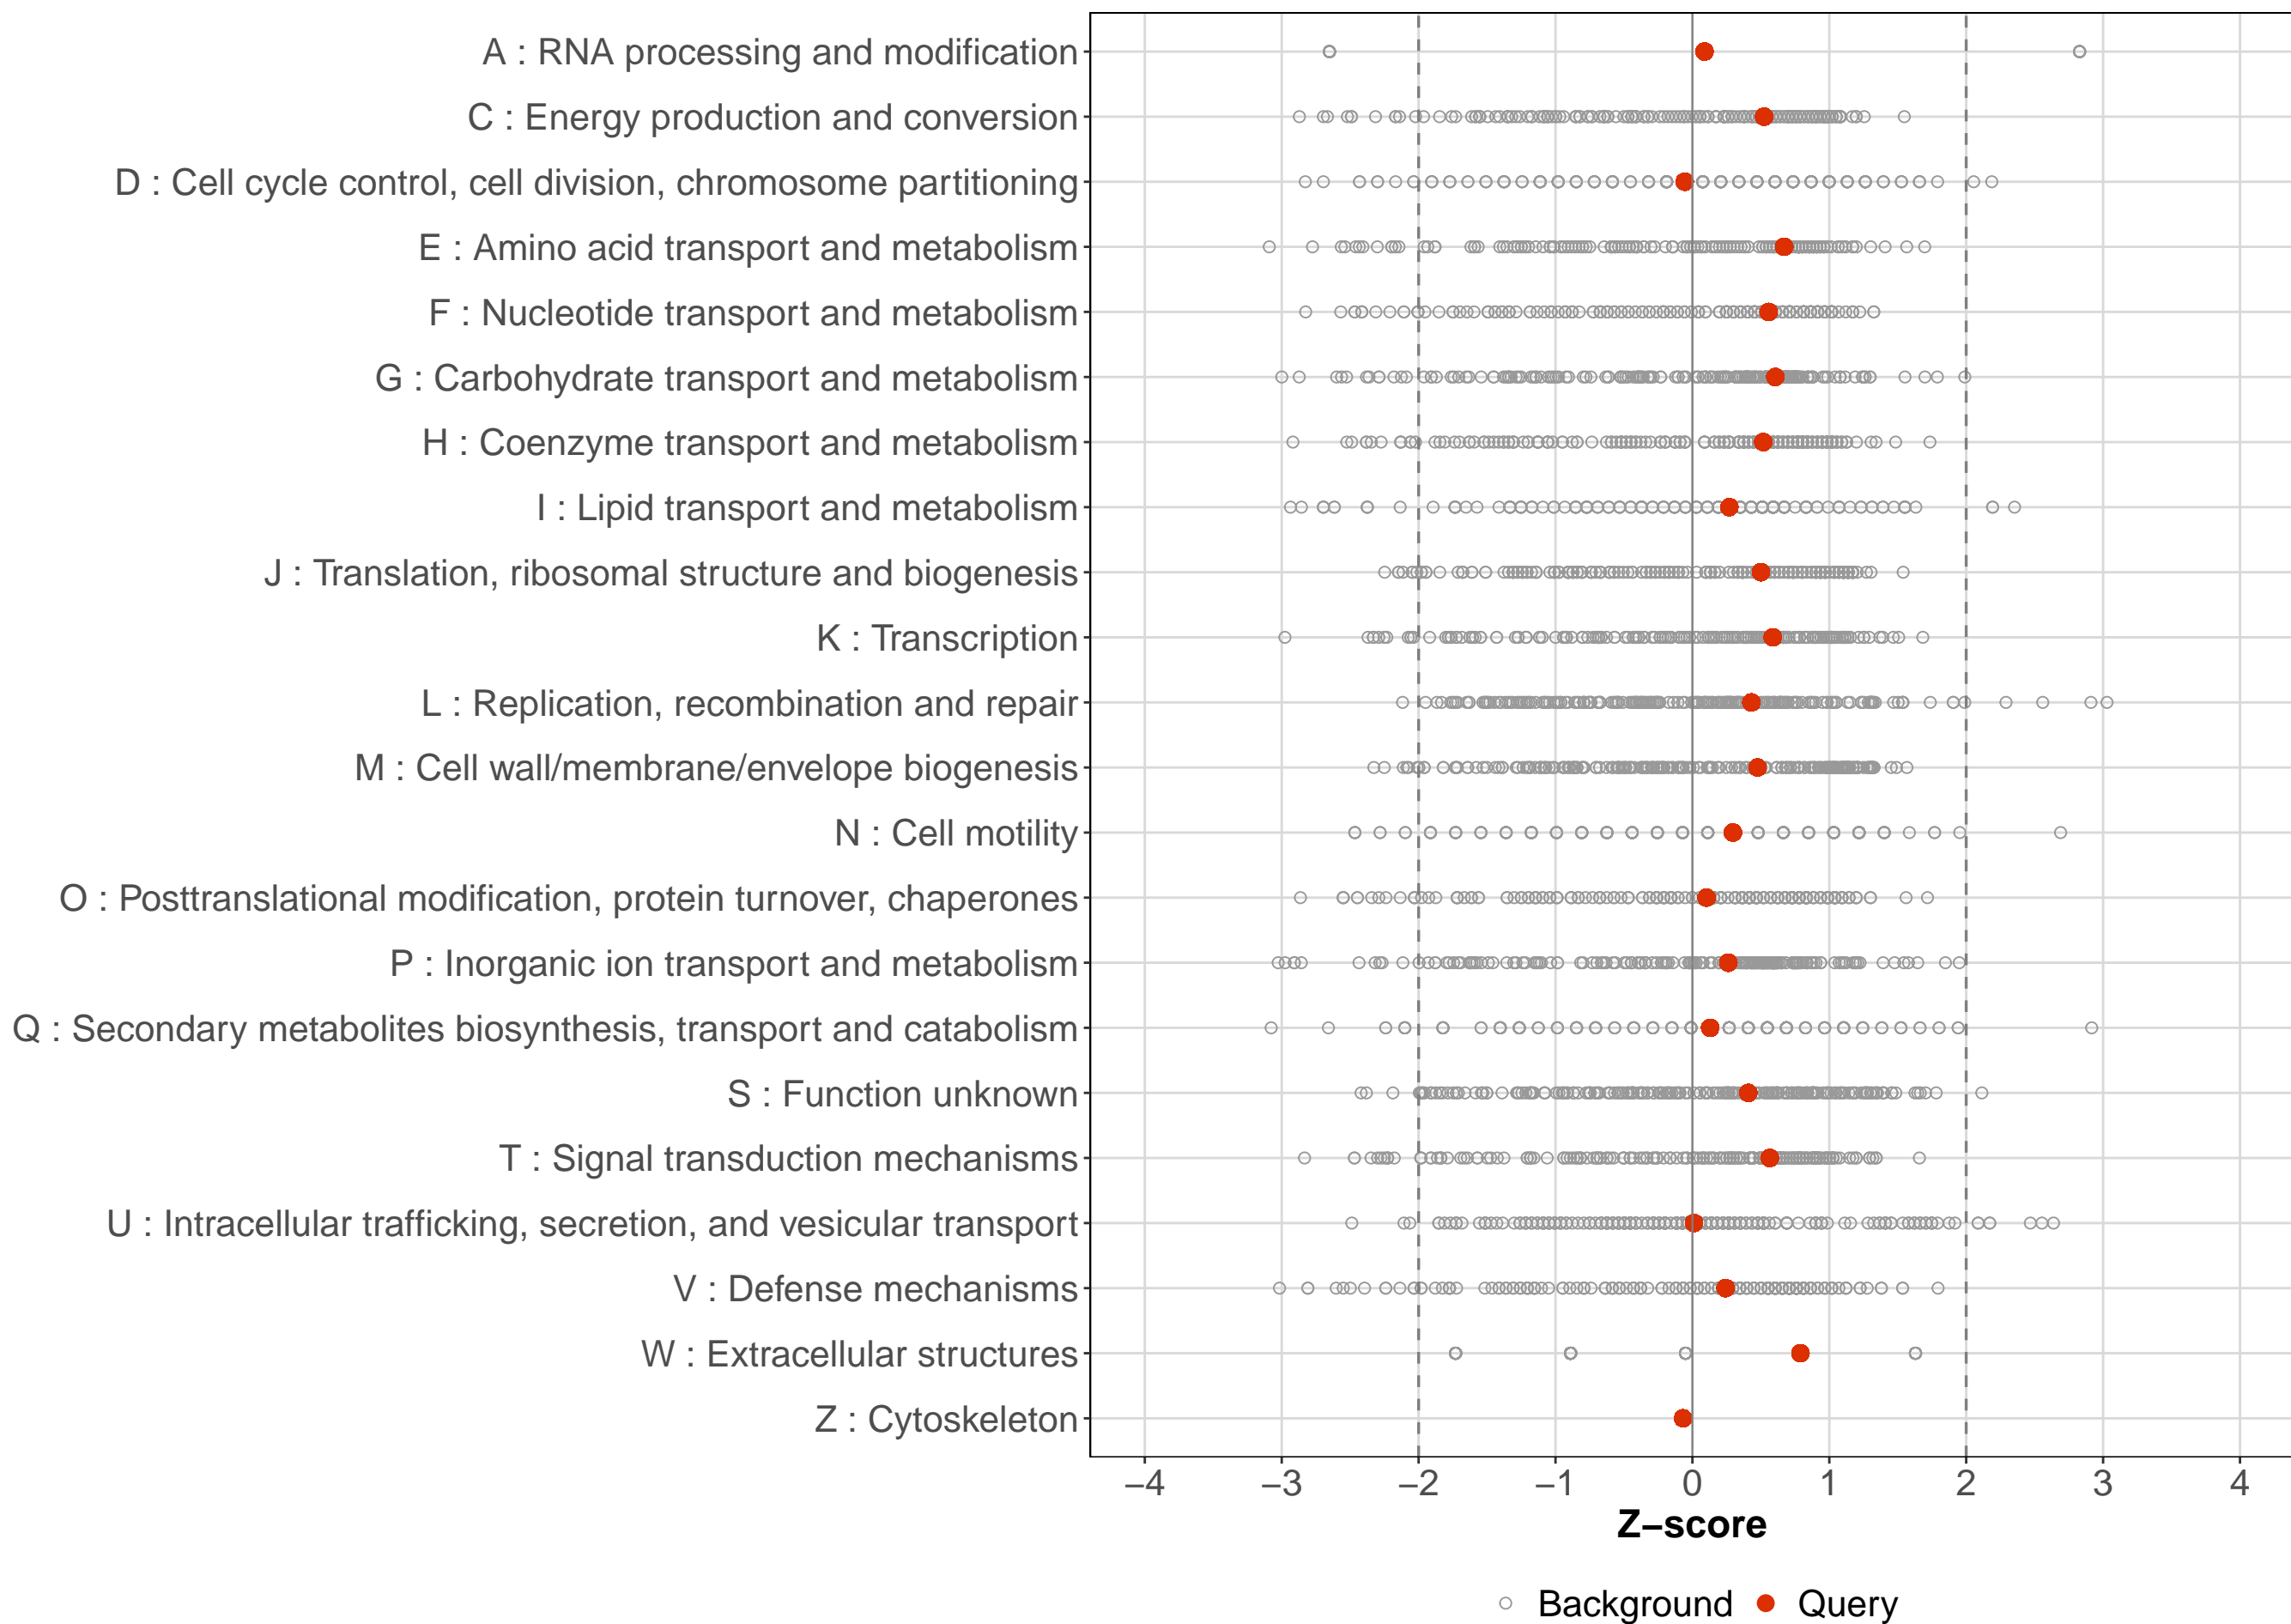 A : RNA processing and modification
C : Energy production and conversion
D : Cell cycle control, cell division, chromosome partitioning
E : Amino acid transport and metabolism
F : Nucleotide transport and metabolism
G : Carbohydrate transport and metabolism
H : Coenzyme transport and metabolism
I : Lipid transport and metabolism
J : Translation, ribosomal structure and biogenesis
K : Transcription
L : Replication, recombination and repair
M : Cell wall/membrane/envelope biogenesis
N : Cell motility
O : Posttranslational modification, protein turnover, chaperones
P : Inorganic ion transport and metabolism
Q : Secondary metabolites biosynthesis, transport and catabolism
S : Function unknown
T : Signal transduction mechanisms
U : Intracellular trafficking, secretion, and vesicular transport
V : Defense mechanisms
W : Extracellular structures
Z : Cytoskeleton
−4 −3 −2 −1 0 1 2 3 4
Z−score
Background Query